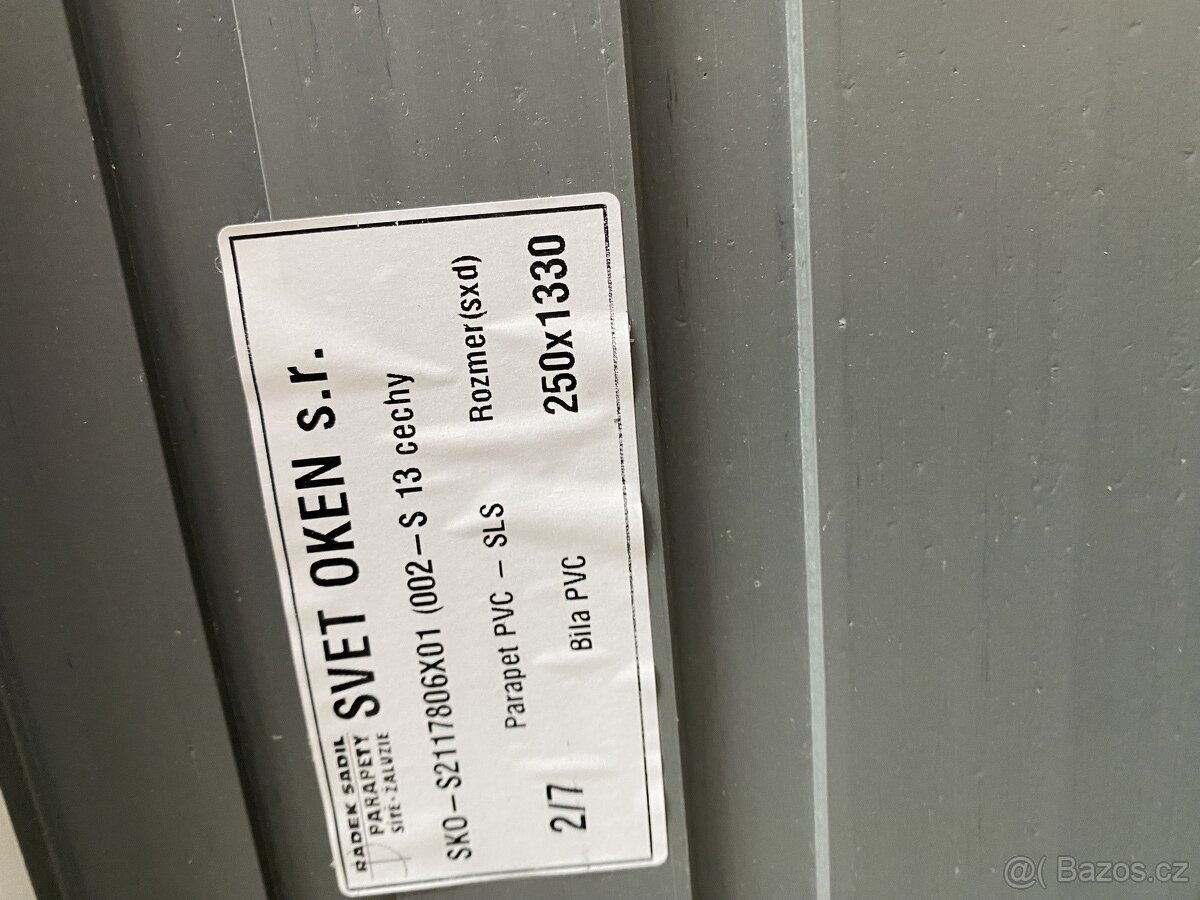 RADEK SADIL
PARAPETY
SÍTĚ-ŽALUZIE
SVET OKEN s.r.
SKO-S2117806X01 (002-S 13 cechy
Parapet PVC - SLS Rozmer(sxd)
2/7 Bila PVC 250x1330
@( Bazos.cz